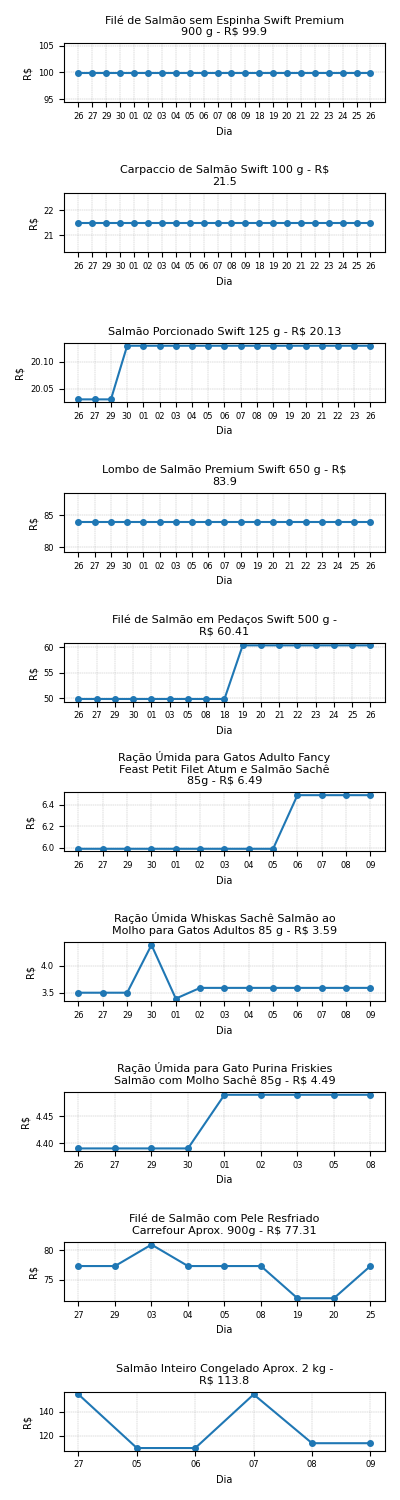 Filé de Salmão sem Espinha Swift Premium
900 g - R$ 99.9
105
100
95
R$
26 27 29 30 01 02 03 04 05 06 07 08 09 18 19 20 21 22 23 24 25 26
Dia
Carpaccio de Salmão Swift 100 g - R$
21.5
22
21
R$
26 27 29 30 01 02 03 04 05 06 07 08 09 18 19 20 21 22 23 24 25 26
Dia
Salmão Porcionado Swift 125 g - R$ 20.13
20.10
20.05
R$
26 27 29 30 01 02 03 04 05 06 07 08 09 19 20 21 22 23 26
Dia
Lombo de Salmão Premium Swift 650 g - R$
83.9
85
80
R$
26 27 29 30 01 02 03 04 05 06 07 09 19 20 21 22 23 24 25 26
Dia
Filé de Salmão em Pedaços Swift 500 g -
R$ 60.41
60
55
50
R$
26 27 29 30 01 03 05 08 18 19 20 21 22 23 24 25 26
Dia
Ração Úmida para Gatos Adulto Fancy
Feast Petit Filet Atum e Salmão Sachê
85g - R$ 6.49
6.4
6.2
6.0
R$
26 27 29 30 01 02 03 04 05 06 07 08 09
Dia
Ração Úmida Whiskas Sachê Salmão ao
Molho para Gatos Adultos 85 g - R$ 3.59
4.0
3.5
R$
26 27 29 30 01 02 03 04 05 06 07 08 09
Dia
Ração Úmida para Gato Purina Friskies
Salmão com Molho Sachê 85g - R$ 4.49
4.45
4.40
R$
26 27 29 30 01 02 03 05 08
Dia
Filé de Salmão com Pele Resfriado
Carrefour Aprox. 900g - R$ 77.31
80
75
R$
27 29 03 04 05 08 19 20 25
Dia
Salmão Inteiro Congelado Aprox. 2 kg -
R$ 113.8
140
120
R$
27 05 06 07 08 09
Dia